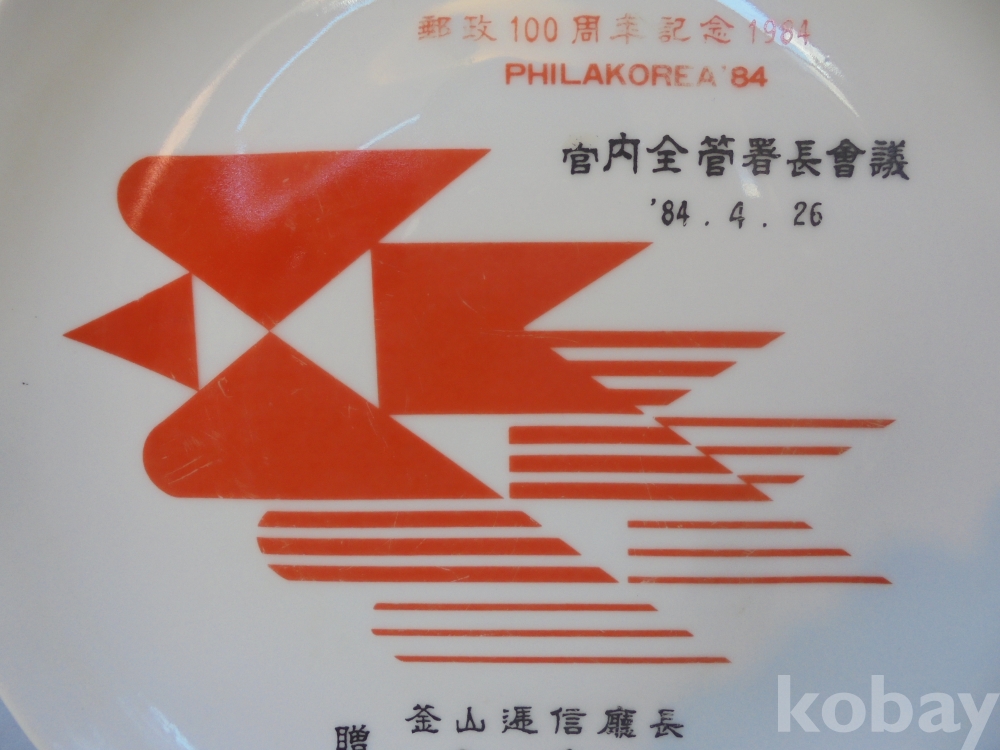 郵政100周年記念1984
PHILAKOREA '84
官内全管署長會議
'84. 4. 26
釜山遞信廳長
贈
kobay